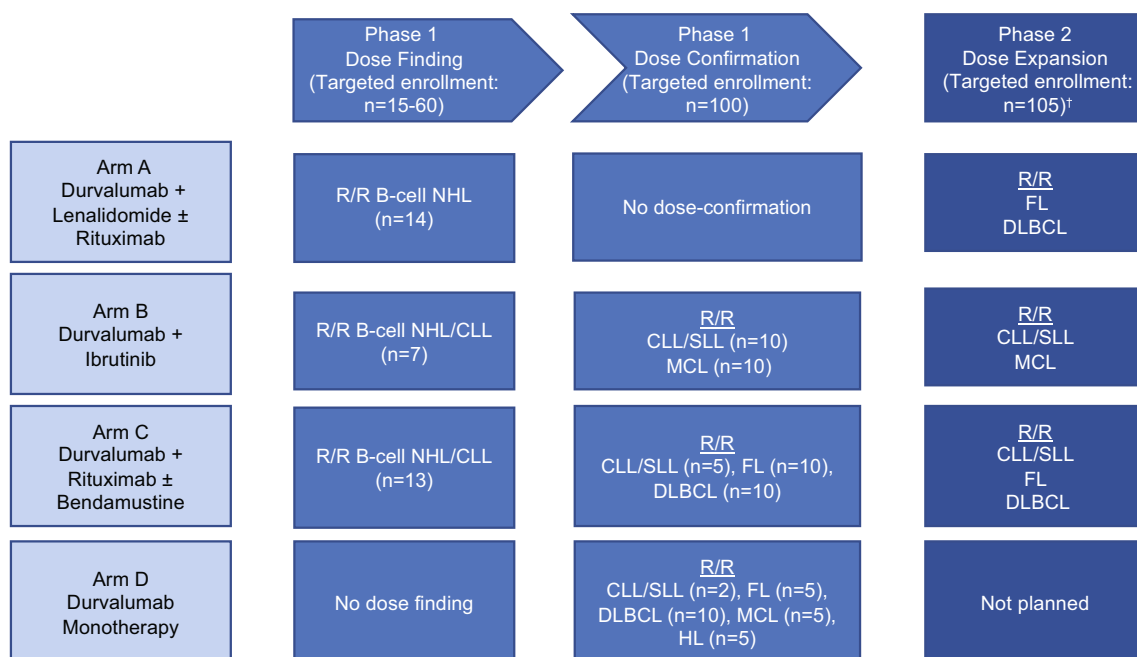 Phase 1
Dose Finding
(Targeted enrollment:
n=15-60)
Phase 1
Dose Confirmation
(Targeted enrollment:
n=100)
Phase 2
Dose Expansion
(Targeted enrollment:
n=105)†
Arm A
Durvalumab +
Lenalidomide ±
Rituximab
R/R B-cell NHL
(n=14)
No dose-confirmation
R/R
FL
DLBCL
Arm B
Durvalumab +
Ibrutinib
R/R B-cell NHL/CLL
(n=7)
R/R
CLL/SLL (n=10)
MCL (n=10)
R/R
CLL/SLL
MCL
Arm C
Durvalumab +
Rituximab ±
Bendamustine
R/R B-cell NHL/CLL
(n=13)
R/R
CLL/SLL (n=5), FL (n=10),
DLBCL (n=10)
R/R
CLL/SLL
FL
DLBCL
Arm D
Durvalumab
Monotherapy
No dose finding
R/R
CLL/SLL (n=2), FL (n=5),
DLBCL (n=10), MCL (n=5),
HL (n=5)
Not planned